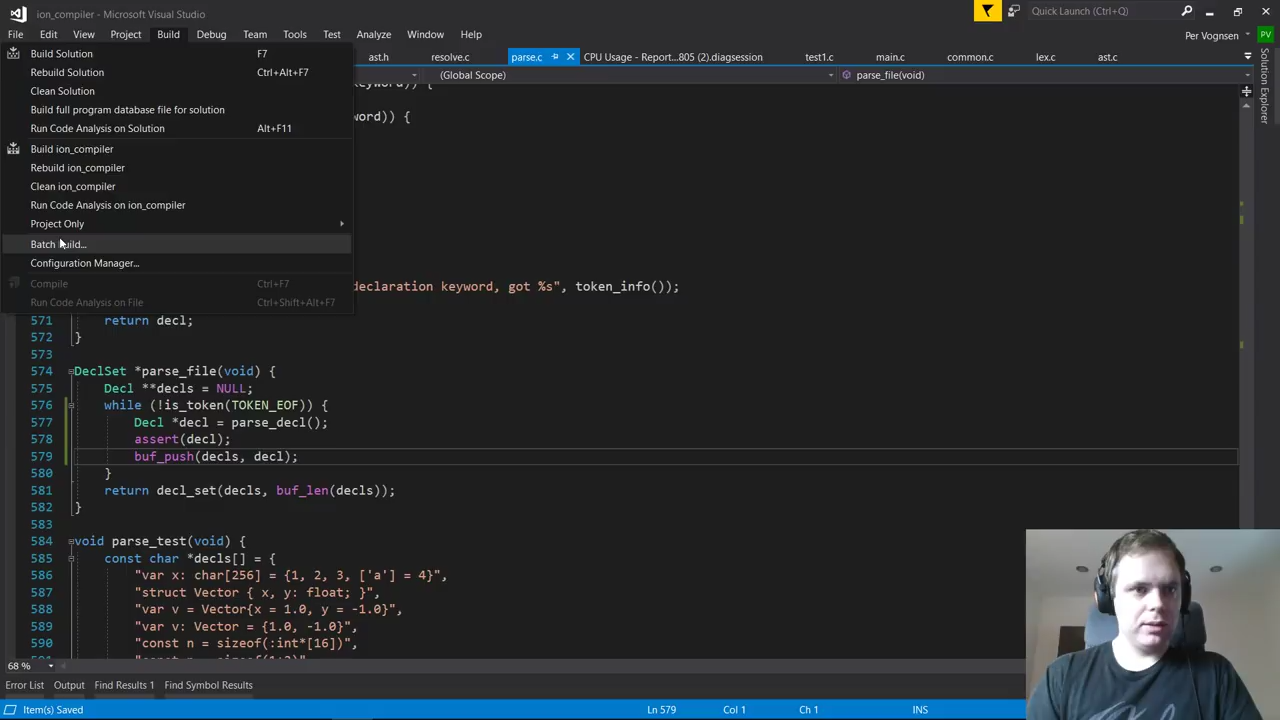 ion_compiler - Microsoft Visual Studio
Quick Launch (Ctrl+Q)
File Edit View Project Build Debug Team Tools Test Analyze Window Help
Per Vognsen PV
Build Solution F7
Rebuild Solution Ctrl+Alt+F7
Clean Solution
Build full program database file for solution
Run Code Analysis on Solution Alt+F11
Build ion_compiler
Rebuild ion_compiler
Clean ion_compiler
Run Code Analysis on ion_compiler
Project Only
Batch Build...
Configuration Manager...
Compile Ctrl+F7
Run Code Analysis on File Ctrl+Shift+Alt+F7
ast.h resolve.c parse.c CPU Usage - Report...805 (2).diagsession test1.c main.c common.c lex.c ast.c
(Global Scope) parse_file(void)
Solution Explorer
keyword)) {
word)) {
declaration keyword, got %s", token_info());
571 return decl;
572 }
573
574 DeclSet *parse_file(void) {
575 Decl **decls = NULL;
576 while (!is_token(TOKEN_EOF)) {
577 Decl *decl = parse_decl();
578 assert(decl);
579 buf_push(decls, decl);
580 }
581 return decl_set(decls, buf_len(decls));
582 }
583
584 void parse_test(void) {
585 const char *decls[] = {
586 "var x: char[256] = {1, 2, 3, ['a'] = 4}",
587 "struct Vector { x, y: float; }",
588 "var v = Vector{x = 1.0, y = -1.0}",
589 "var v: Vector = {1.0, -1.0}",
590 "const n = sizeof(:int*[16])",
68 %
Error List Output Find Results 1 Find Symbol Results
Item(s) Saved Ln 579 Col 1 Ch 1 INS